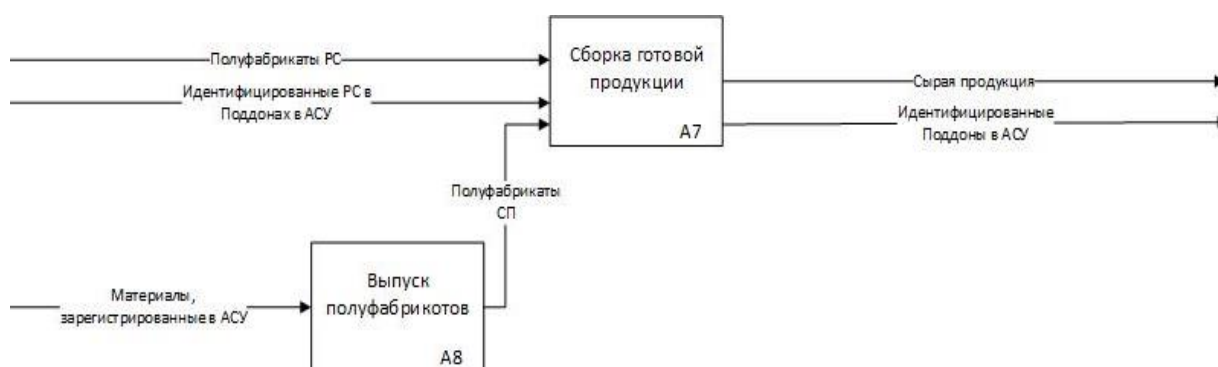 Полуфабрикаты РС
Идентифицированные РС в
Поддонах в АСУ
Сборка готовой
продукции
А7
Сырая продукция
Идентифицированные
Поддоны в АСУ
Полуфабрикаты
СП
Материалы,
зарегистрированные в АСУ
Выпуск
полуфабрикотов
А8